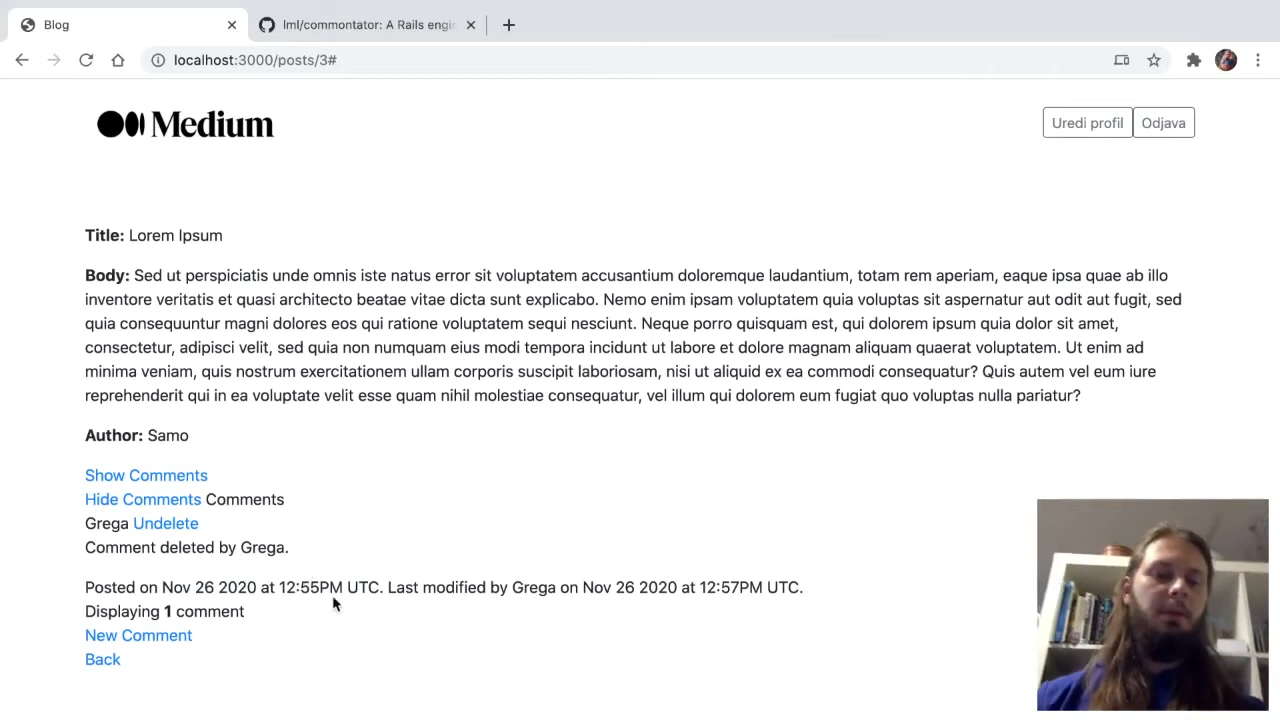 Blog
lml/commontator: A Rails engi
localhost:3000/posts/3#
Medium
Uredi profil
Odjava
Title: Lorem Ipsum
Body: Sed ut perspiciatis unde omnis iste natus error sit voluptatem accusantium doloremque laudantium, totam rem aperiam, eaque ipsa quae ab illo
inventore veritatis et quasi architecto beatae vitae dicta sunt explicabo. Nemo enim ipsam voluptatem quia voluptas sit aspernatur aut odit aut fugit, sed
quia consequuntur magni dolores eos qui ratione voluptatem sequi nesciunt. Neque porro quisquam est, qui dolorem ipsum quia dolor sit amet,
consectetur, adipisci velit, sed quia non numquam eius modi tempora incidunt ut labore et dolore magnam aliquam quaerat voluptatem. Ut enim ad
minima veniam, quis nostrum exercitationem ullam corporis suscipit laboriosam, nisi ut aliquid ex ea commodi consequatur? Quis autem vel eum iure
reprehenderit qui in ea voluptate velit esse quam nihil molestiae consequatur, vel illum qui dolorem eum fugiat quo voluptas nulla pariatur?
Author: Samo
Show Comments
Hide Comments Comments
Grega Undelete
Comment deleted by Grega.
Posted on Nov 26 2020 at 12:55PM UTC. Last modified by Grega on Nov 26 2020 at 12:57PM UTC.
Displaying 1 comment
New Comment
Back